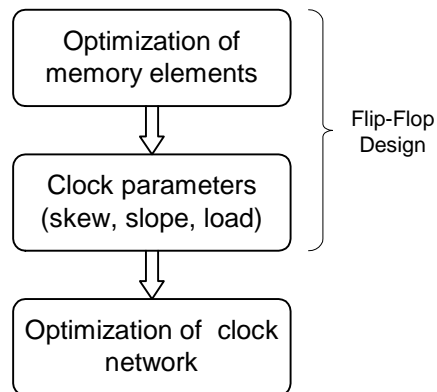 Optimization of
memory elements
Flip-Flop
Design
Clock parameters
(skew, slope, load)
Optimization of clock
network